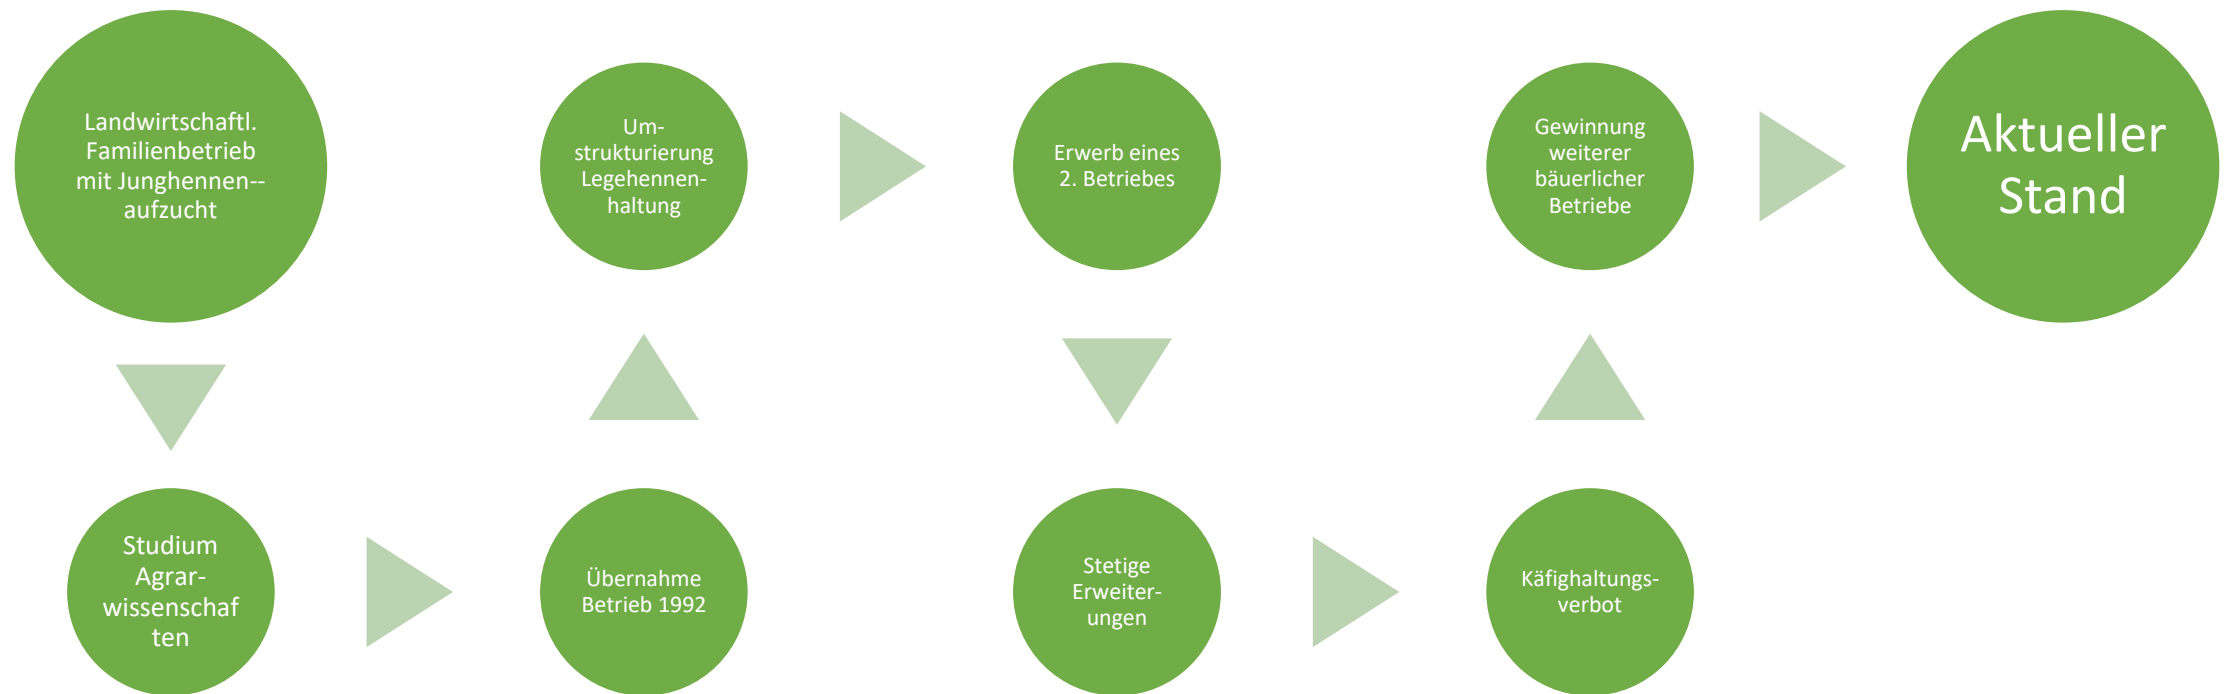 Landwirtschaftl.
Familienbetrieb
mit Junghennen--
aufzucht
Studium
Agrar-
wissenschaf
ten
Übernahme
Betrieb 1992
Um-
strukturierung
Legehennen-
haltung
Erwerb eines
2. Betriebes
Stetige
Erweiter-
ungen
Käfighaltungs-
verbot
Gewinnung
weiterer
bäuerlicher
Betriebe
Aktueller
Stand